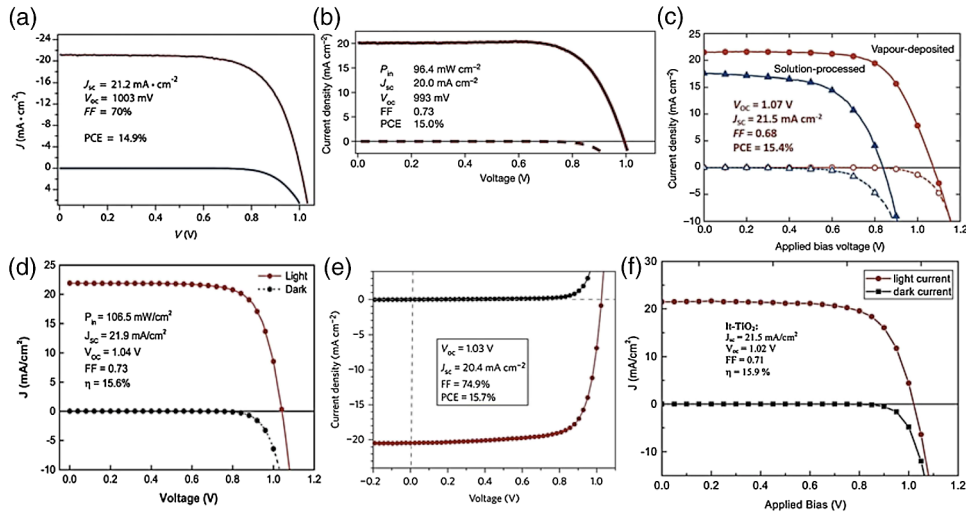 (a)
-24
-20
-16
-12
-8
-4
0
4
J (mA • cm⁻²)
Jsc = 21.2 mA • cm⁻²
Voc = 1003 mV
FF = 70%
PCE = 14.9%
0 0.2 0.4 0.6 0.8 1.0
V (V)
(b)
20
15
10
5
0
Current density (mA cm⁻²)
Pin 96.4 mW cm⁻²
Jsc 20.0 mA cm⁻²
Voc 993 mV
FF 0.73
PCE 15.0%
0 0.2 0.4 0.6 0.8 1.0
Voltage (V)
(c)
25
20
15
10
5
0
−5
−10
Current density (mA cm⁻²)
Vapour-deposited
Solution-processed
VOC = 1.07 V
JSC = 21.5 mA cm⁻²
FF = 0.68
PCE = 15.4%
0.0 0.2 0.4 0.6 0.8 1.0 1.2
Applied bias voltage (V)
(d)
30
20
10
0
-10
J (mA/cm²)
Light
Dark
Pin = 106.5 mW/cm²
JSC = 21.9 mA/cm²
VOC = 1.04 V
FF = 0.73
η = 15.6%
0.0 0.2 0.4 0.6 0.8 1.0 1.2
Voltage (V)
(e)
0
−10
−20
Current density (mA cm⁻²)
VOC = 1.03 V
JSC = 20.4 mA cm⁻²
FF = 74.9%
PCE = 15.7%
−0.2 0.0 0.2 0.4 0.6 0.8 1.0
Voltage (V)
(f)
30
20
10
0
-10
J (mA/cm²)
light current
dark current
lt-TiO₂:
Jsc = 21.5 mA/cm²
VOC = 1.02 V
FF = 0.71
η = 15.9 %
0.0 0.2 0.4 0.6 0.8 1.0 1.2
Applied Bias (V)